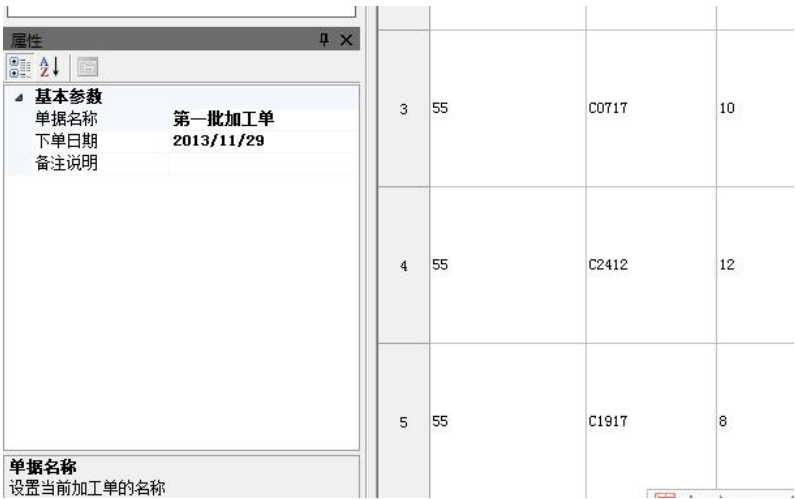 属性
基本参数
单据名称 第一批加工单
下单日期 2013/11/29
备注说明
单据名称
设置当前加工单的名称
3 55 C0717 10
4 55 C2412 12
5 55 C1917 8